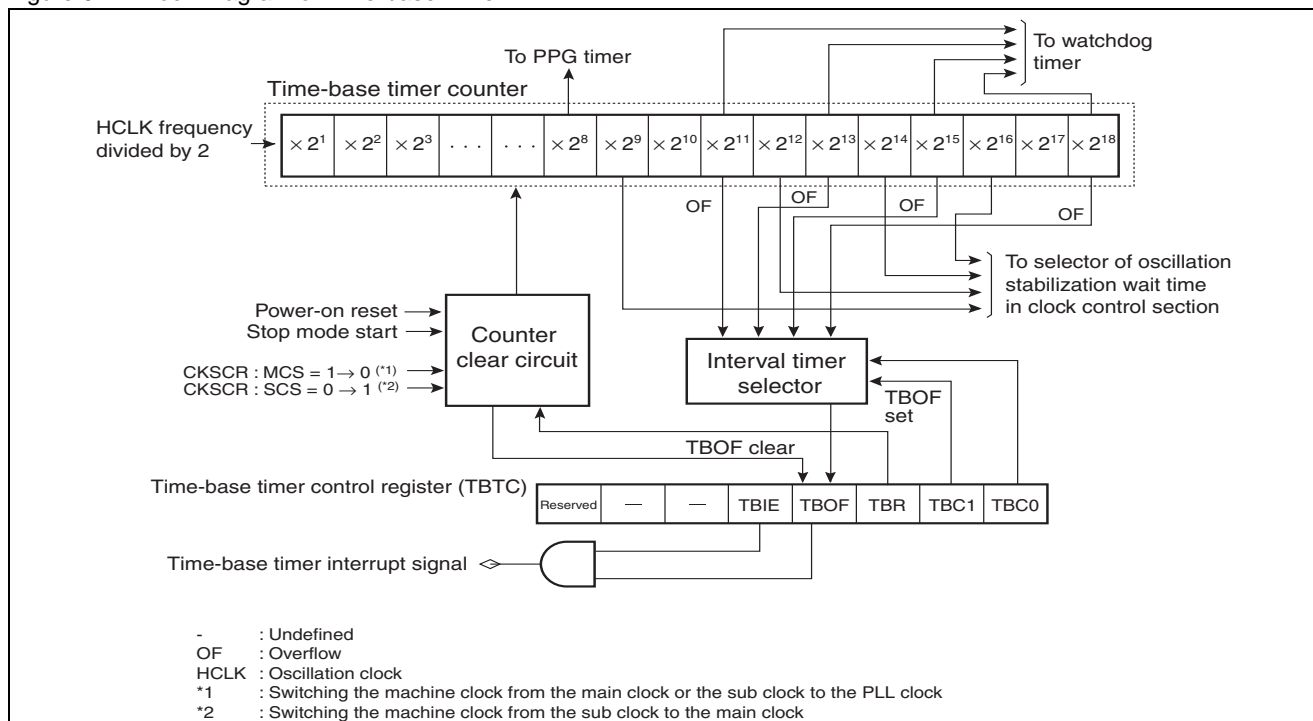 To PPG timer
To watchdog
timer
Time-base timer counter
HCLK frequency
divided by 2
× 2¹ × 2² × 2³ . . . . . . × 2⁸ × 2⁹ × 2¹⁰ × 2¹¹ × 2¹² × 2¹³ × 2¹⁴ × 2¹⁵ × 2¹⁶ × 2¹⁷ × 2¹⁸
OF OF OF OF
To selector of oscillation
stabilization wait time
in clock control section
Power-on reset
Stop mode start
CKSCR : MCS = 1→ 0 (*1)
CKSCR : SCS = 0 → 1 (*2)
Counter
clear circuit
Interval timer
selector
TBOF
set
TBOF clear
Time-base timer control register (TBTC)
Reserved — — TBIE TBOF TBR TBC1 TBC0
Time-base timer interrupt signal
- : Undefined
OF : Overflow
HCLK : Oscillation clock
*1 : Switching the machine clock from the main clock or the sub clock to the PLL clock
*2 : Switching the machine clock from the sub clock to the main clock